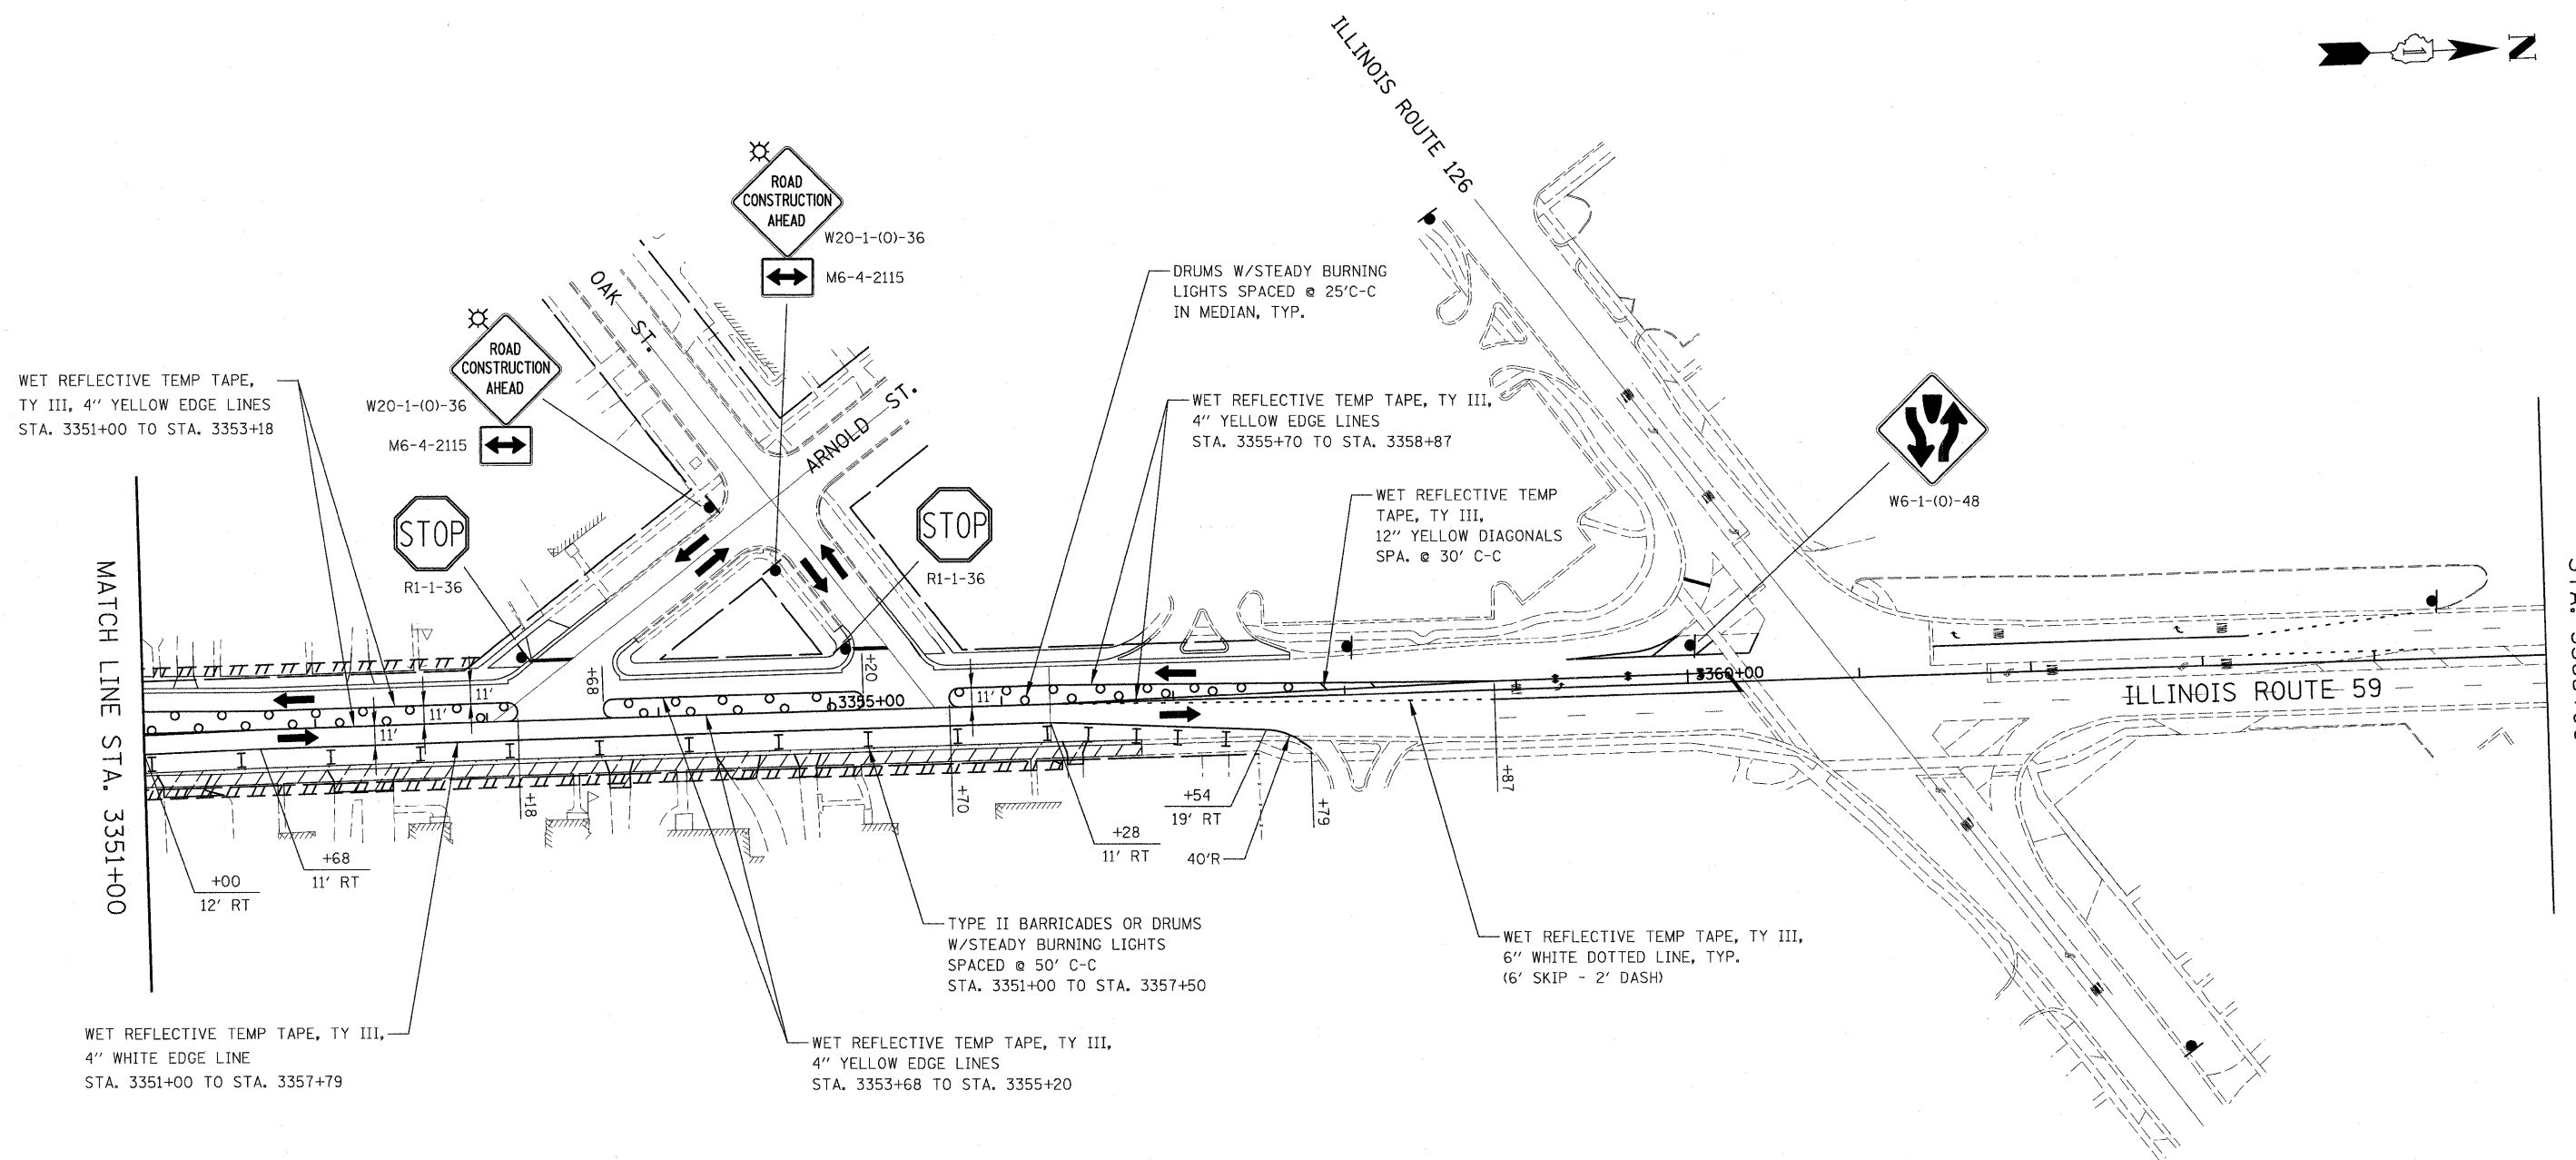 N
ILLINOIS ROUTE 126
ROAD
CONSTRUCTION
AHEAD
W20-1-(O)-36
M6-4-2115
ROAD
CONSTRUCTION
AHEAD
W20-1-(O)-36
M6-4-2115
OAK ST.
ARNOLD ST.
DRUMS W/STEADY BURNING
LIGHTS SPACED @ 25'C-C
IN MEDIAN, TYP.
WET REFLECTIVE TEMP TAPE,
TY III, 4" YELLOW EDGE LINES
STA. 3351+00 TO STA. 3353+18
WET REFLECTIVE TEMP TAPE, TY III,
4" YELLOW EDGE LINES
STA. 3355+70 TO STA. 3358+87
WET REFLECTIVE TEMP
TAPE, TY III,
12" YELLOW DIAGONALS
SPA. @ 30' C-C
W6-1-(O)-48
STOP
R1-1-36
STOP
R1-1-36
MATCH LINE STA. 3351+00
11'
11'
11'
+68
+20
3355+00
11'
3360+00
ILLINOIS ROUTE 59
+18
+70
+87
+79
+00
12' RT
+68
11' RT
+54
19' RT
+28
11' RT
40'R
TYPE II BARRICADES OR DRUMS
W/STEADY BURNING LIGHTS
SPACED @ 50' C-C
STA. 3351+00 TO STA. 3357+50
WET REFLECTIVE TEMP TAPE, TY III,
6" WHITE DOTTED LINE, TYP.
(6' SKIP - 2' DASH)
WET REFLECTIVE TEMP TAPE, TY III,
4" WHITE EDGE LINE
STA. 3351+00 TO STA. 3357+79
WET REFLECTIVE TEMP TAPE, TY III,
4" YELLOW EDGE LINES
STA. 3353+68 TO STA. 3355+20